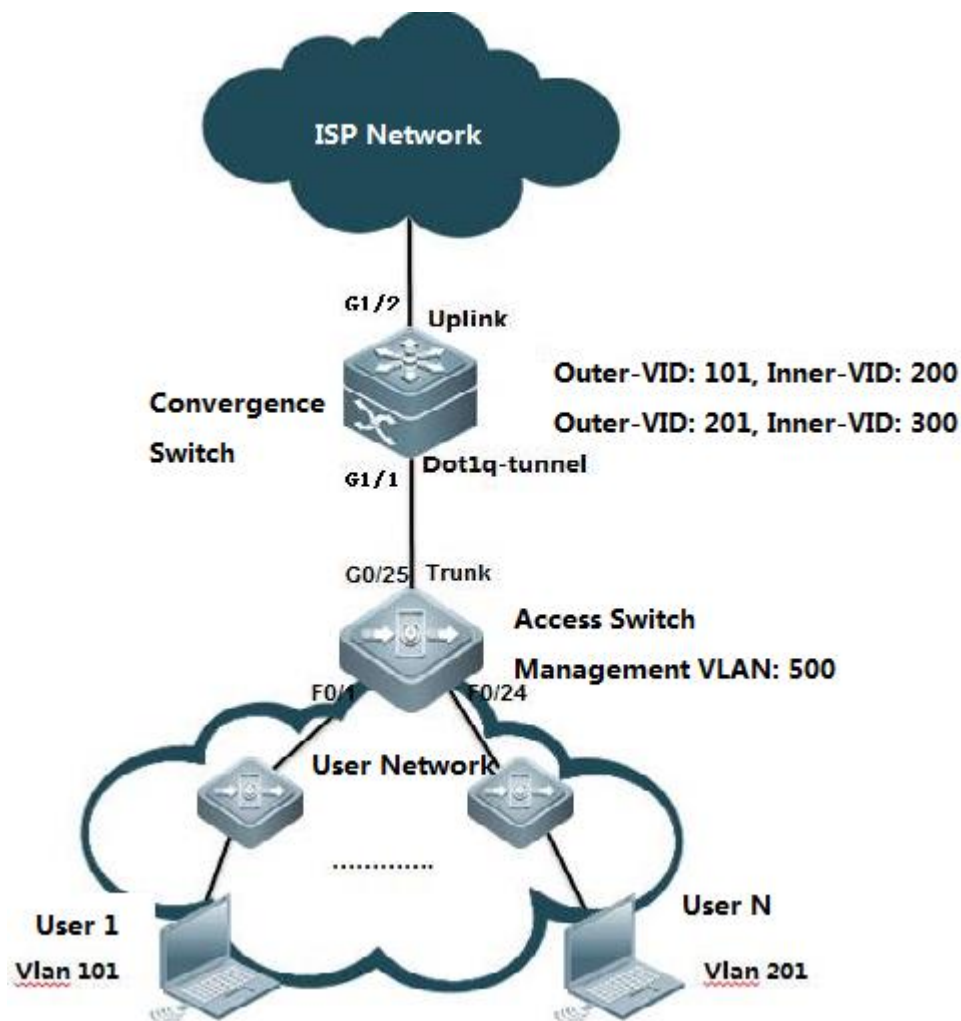 ISP Network
G1/2
Uplink
Convergence
Switch
Outer-VID: 101, Inner-VID: 200
Outer-VID: 201, Inner-VID: 300
Dot1q-tunnel
G1/1
G0/25 Trunk
Access Switch
Management VLAN: 500
F0/1
F0/24
User Network
.............
User 1
Vlan 101
User N
Vlan 201